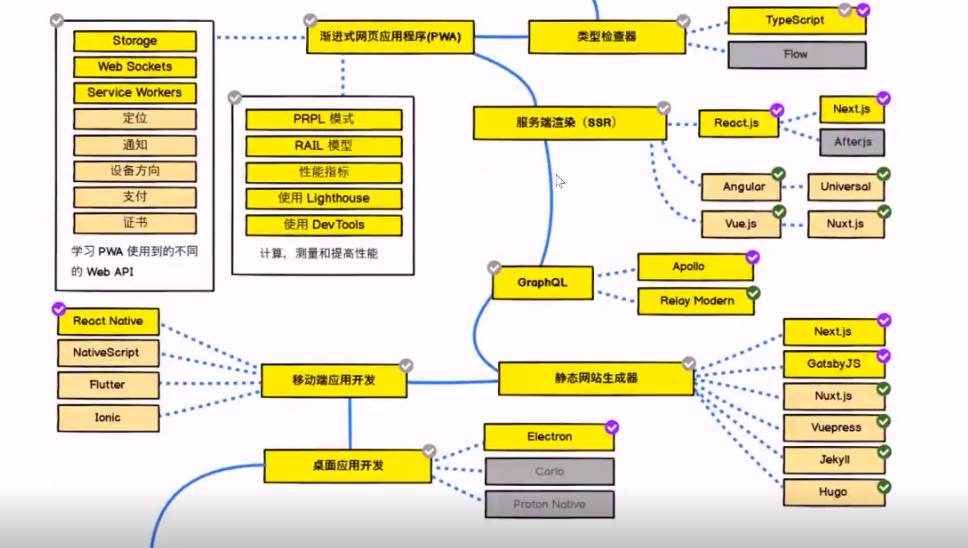 Storage
Web Sockets
Service Workers
定位
通知
设备方向
支付
证书
学习 PWA 使用到的不同
的 Web API
渐进式网页应用程序(PWA)
PRPL 模式
RAIL 模型
性能指标
使用 Lighthouse
使用 DevTools
计算，测量和提高性能
类型检查器
TypeScript
Flow
服务端渲染（SSR）
React.js
Next.js
After.js
Angular
Universal
Vue.js
Nuxt.js
GraphQL
Apollo
Relay Modern
静态网站生成器
Next.js
GatsbyJS
Nuxt.js
Vuepress
Jekyll
Hugo
移动端应用开发
React Native
NativeScript
Flutter
Ionic
桌面应用开发
Electron
Carlo
Proton Native